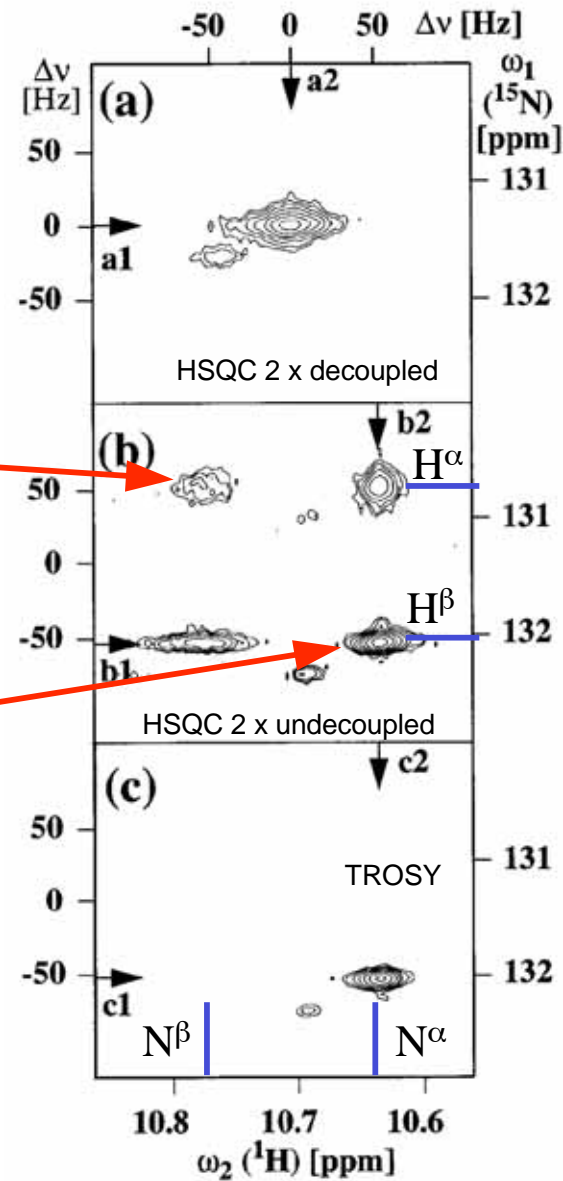 -50 0 50 Δν [Hz]
Δν
[Hz]
ω1
(15N)
[ppm]
(a)
a2
50
131
0
a1
-50
132
HSQC 2 x decoupled
(b)
b2
Hα
50
131
0
Hβ
-50
132
b1
HSQC 2 x undecoupled
(c)
c2
50
131
TROSY
0
-50
132
c1
Nβ
Nα
10.8 10.7 10.6
ω2 (1H) [ppm]